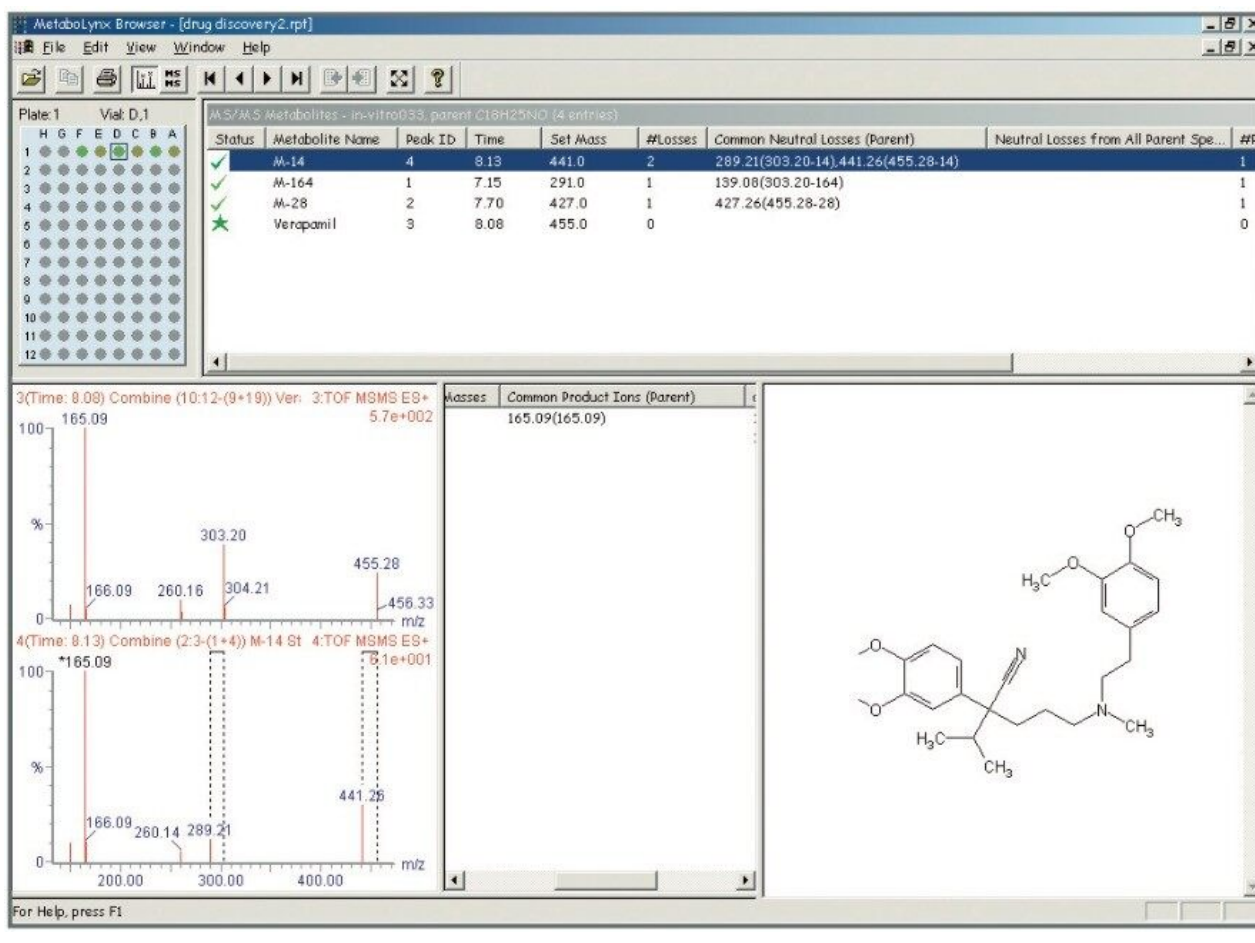 MetaboLynx Browser - [drug discovery2.rpt]
File Edit View Window Help
MS
MS
Plate:1 Vial: D,1
H G F E D C B A
1
2
3
4
5
6
7
8
9
10
11
12
MS/MS Metabolites - in-vitro033, parent C18H25NO (4 entries)
Status Metabolite Name Peak ID Time Set Mass #Losses Common Neutral Losses (Parent) Neutral Losses from All Parent Spe...
M-14 4 8.13 441.0 2 289.21(303.20-14),441.26(455.28-14) 1
M-164 1 7.15 291.0 1 139.08(303.20-164) 1
M-28 2 7.70 427.0 1 427.26(455.28-28) 1
Verapamil 3 8.08 455.0 0 0
3(Time: 8.08) Combine (10:12-(9+19)) Ver: 3:TOF MSMS ES+
5.7e+002
165.09
100
%
303.20
455.28
166.09
260.16
304.21
456.33
0
m/z
4(Time: 8.13) Combine (2:3-(1+4)) M-14 St 4:TOF MSMS ES+
6.1e+001
*165.09
100
%
441.26
166.09
260.14
289.21
0
m/z
200.00 300.00 400.00
Masses Common Product Ions (Parent)
165.09(165.09)
CH3
O
O
H3C
N
O
O
N
CH3
H3C
CH3
For Help, press F1